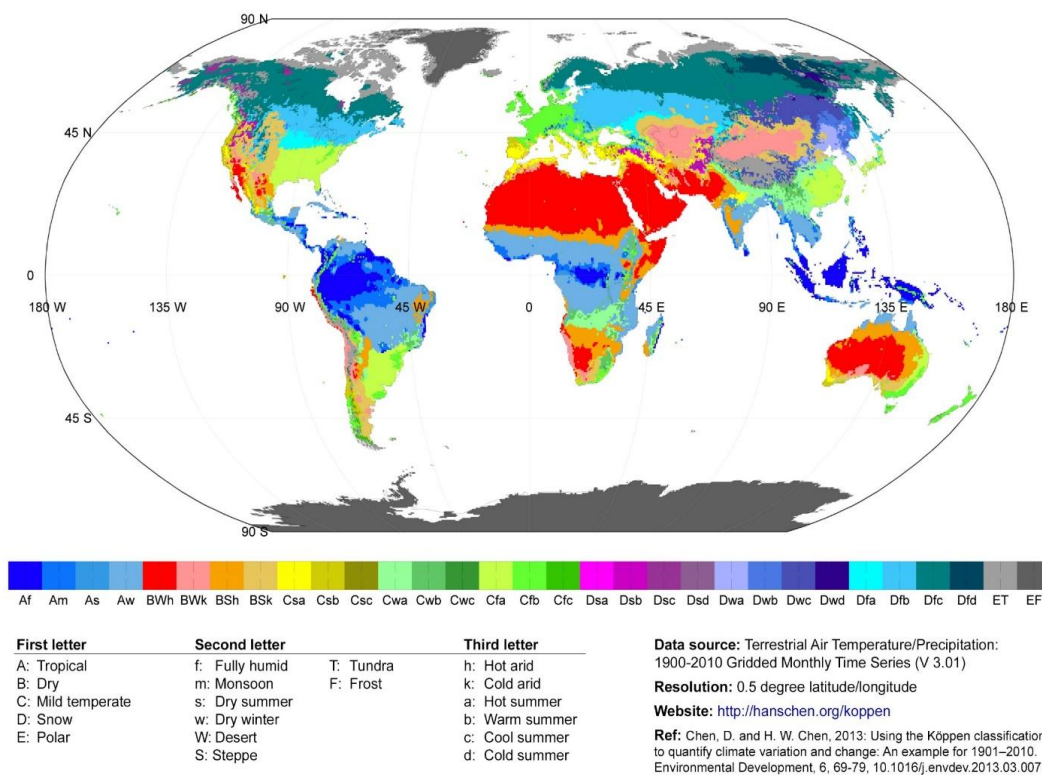 90 N
45 N
0
180 W 135 W 90 W 45 W 0 45 E 90 E 135 E 180 E
45 S
90 S
Af Am As Aw BWh BWk BSh BSk Csa Csb Csc Cwa Cwb Cwc Cfa Cfb Cfc Dsa Dsb Dsc Dsd Dwa Dwb Dwc Dwd Dfa Dfb Dfc Dfd ET EF
First letter
A: Tropical
B: Dry
C: Mild temperate
D: Snow
E: Polar
Second letter
f: Fully humid
m: Monsoon
s: Dry summer
w: Dry winter
W: Desert
S: Steppe
T: Tundra
F: Frost
Third letter
h: Hot arid
k: Cold arid
a: Hot summer
b: Warm summer
c: Cool summer
d: Cold summer
Data source: Terrestrial Air Temperature/Precipitation:
1900-2010 Gridded Monthly Time Series (V 3.01)
Resolution: 0.5 degree latitude/longitude
Website: http://hanschen.org/koppen
Ref: Chen, D. and H. W. Chen, 2013: Using the Köppen classification
to quantify climate variation and change: An example for 1901–2010.
Environmental Development, 6, 69-79, 10.1016/j.envdev.2013.03.007